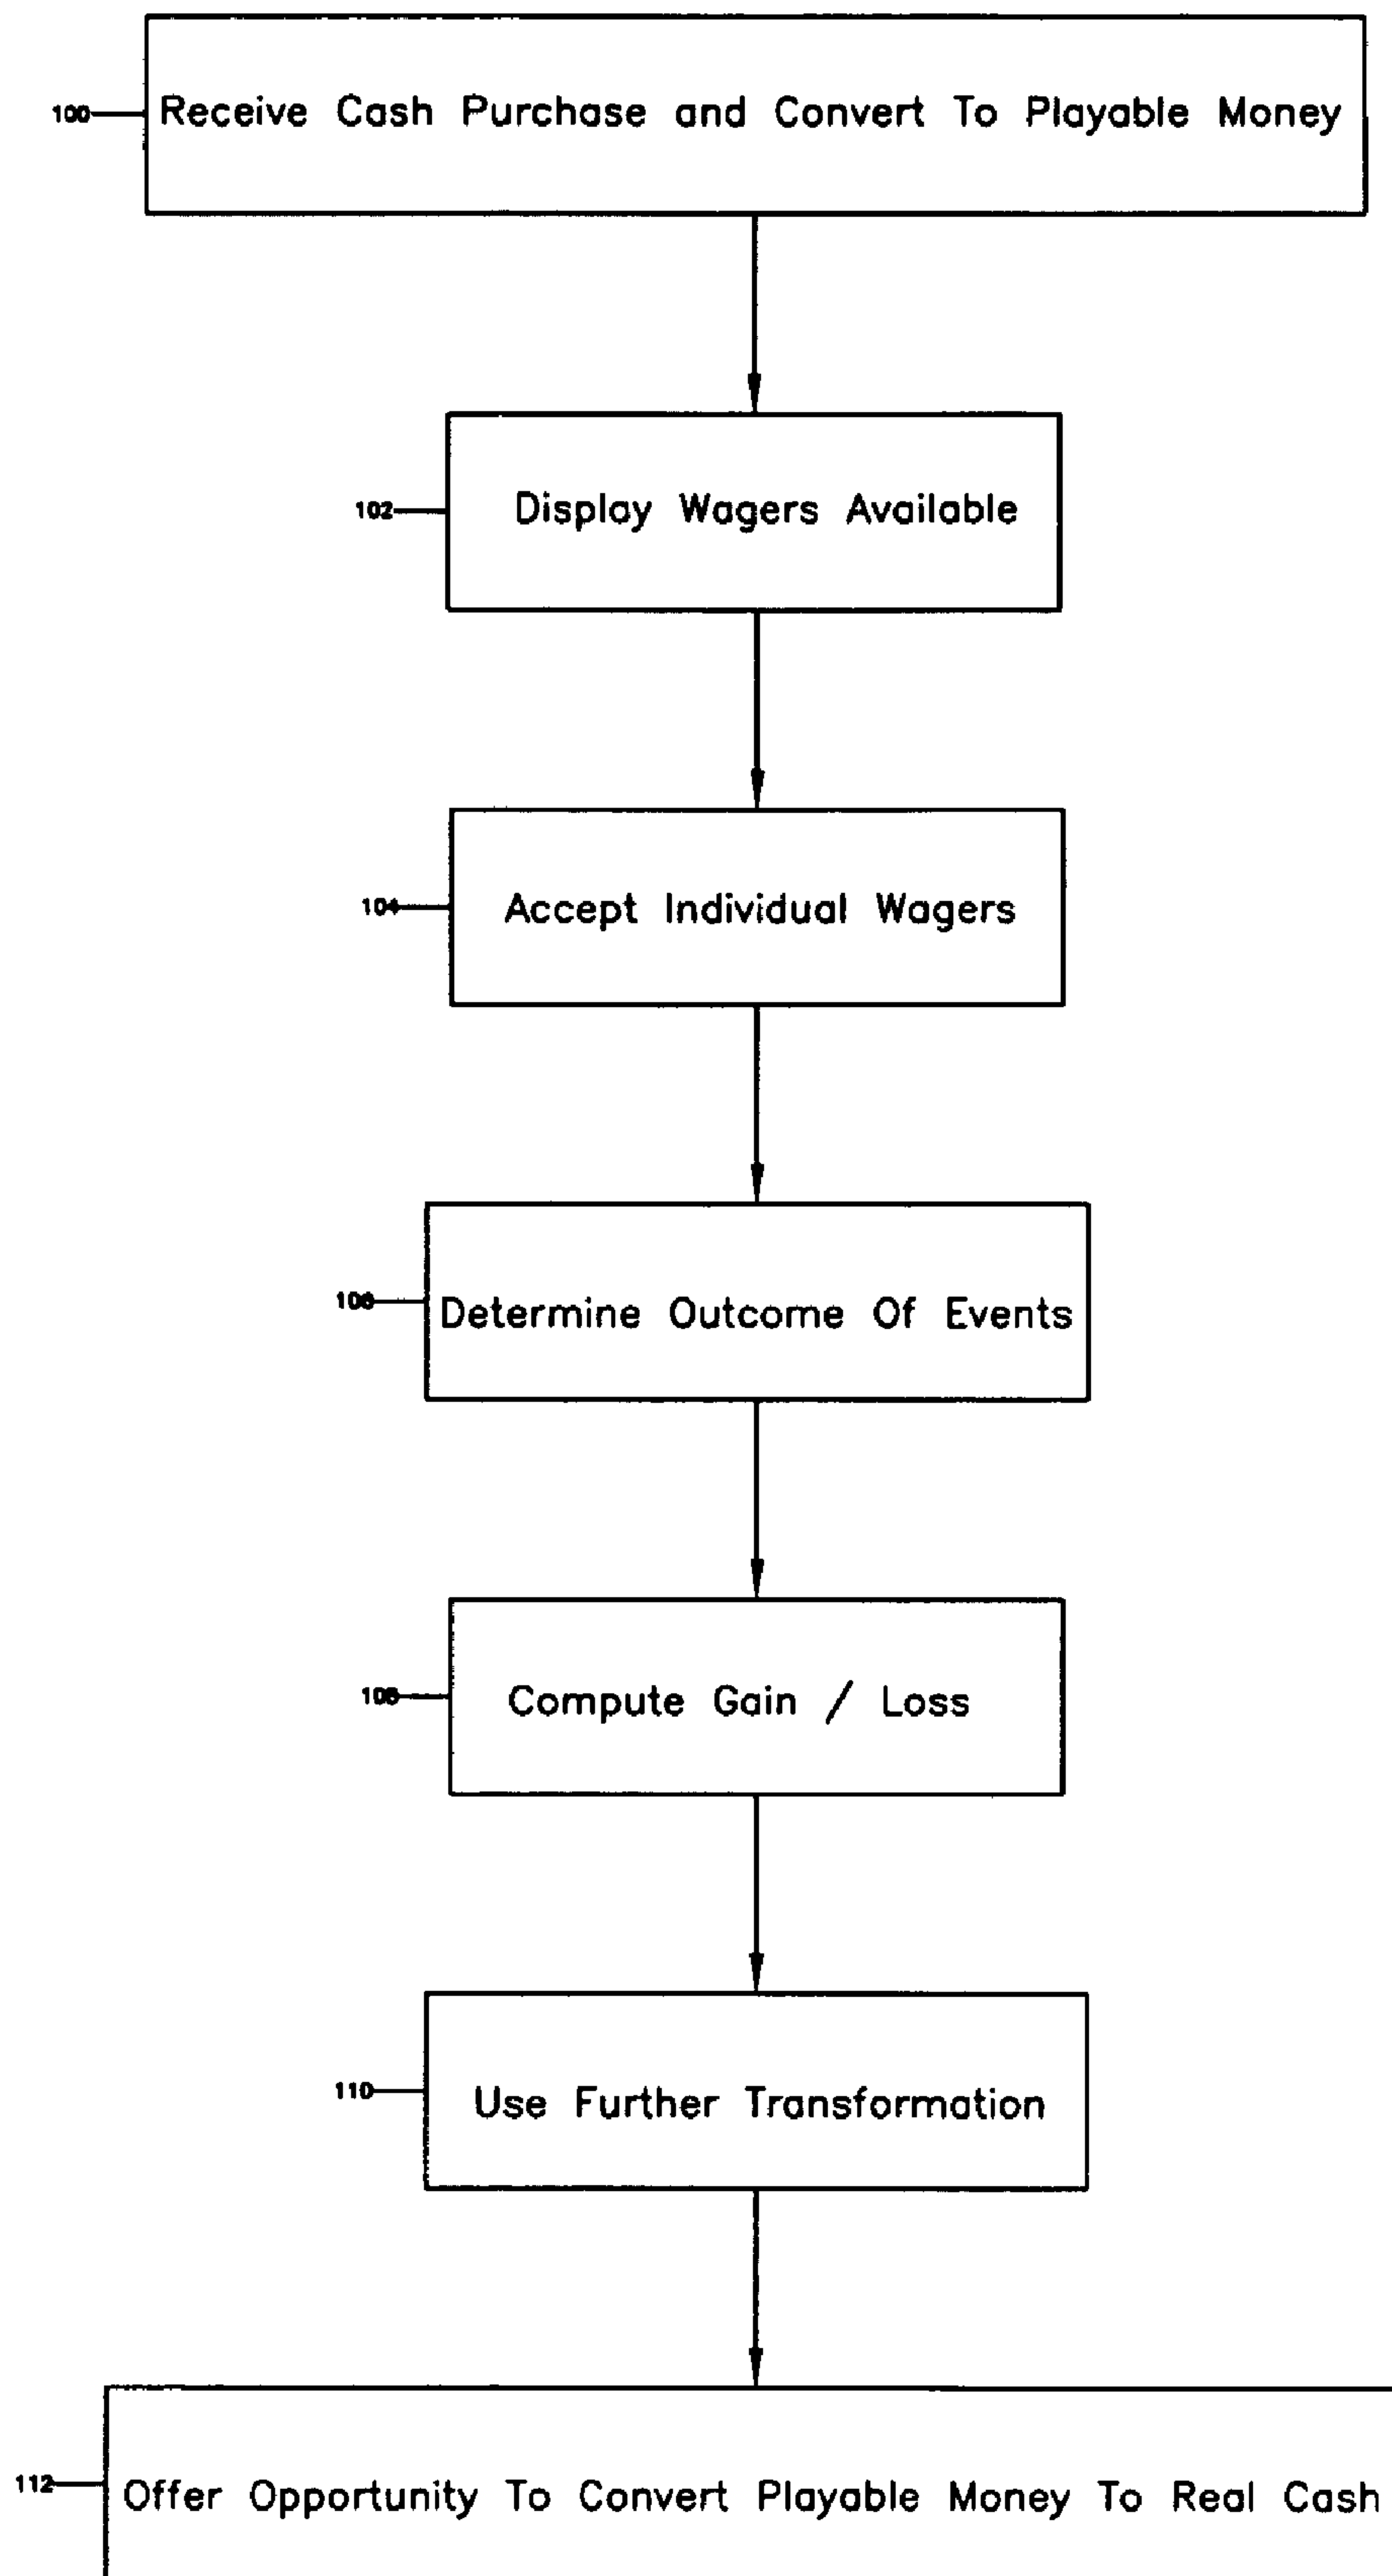 100 Receive Cash Purchase and Convert To Playable Money
102 Display Wagers Available
104 Accept Individual Wagers
106 Determine Outcome Of Events
108 Compute Gain / Loss
110 Use Further Transformation
112 Offer Opportunity To Convert Playable Money To Real Cash